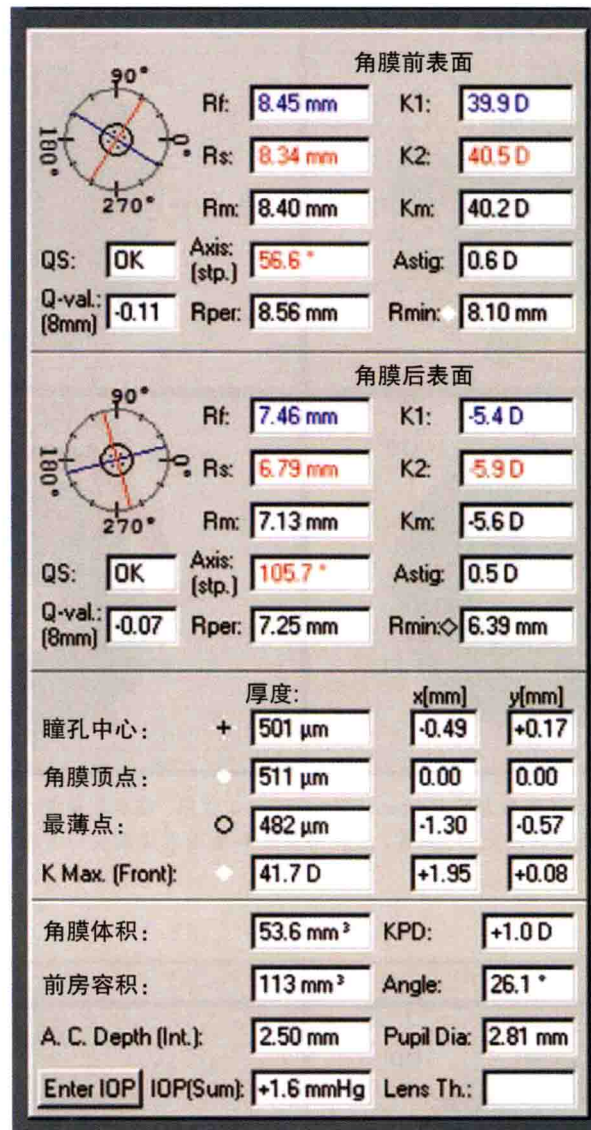 角膜前表面
90°
180°
0°
270°
Rf: 8.45 mm K1: 39.9 D
Rs: 8.34 mm K2: 40.5 D
Rm: 8.40 mm Km: 40.2 D
QS: OK Axis: (stp.) 56.6 ° Astig: 0.6 D
Q-val.: (8mm) -0.11 Rper: 8.56 mm Rmin: 8.10 mm
角膜后表面
90°
180°
0°
270°
Rf: 7.46 mm K1: -5.4 D
Rs: 6.79 mm K2: -5.9 D
Rm: 7.13 mm Km: -5.6 D
QS: OK Axis: (stp.) 105.7 ° Astig: 0.5 D
Q-val.: (8mm) -0.07 Rper: 7.25 mm Rmin: 6.39 mm
厚度: x[mm] y[mm]
瞳孔中心： + 501 µm -0.49 +0.17
角膜顶点： 511 µm 0.00 0.00
最薄点： O 482 µm -1.30 -0.57
K Max. (Front): 41.7 D +1.95 +0.08
角膜体积： 53.6 mm³ KPD: +1.0 D
前房容积： 113 mm³ Angle: 26.1 °
A. C. Depth (Int.): 2.50 mm Pupil Dia: 2.81 mm
Enter IOP IOP(Sum): +1.6 mmHg Lens Th.: